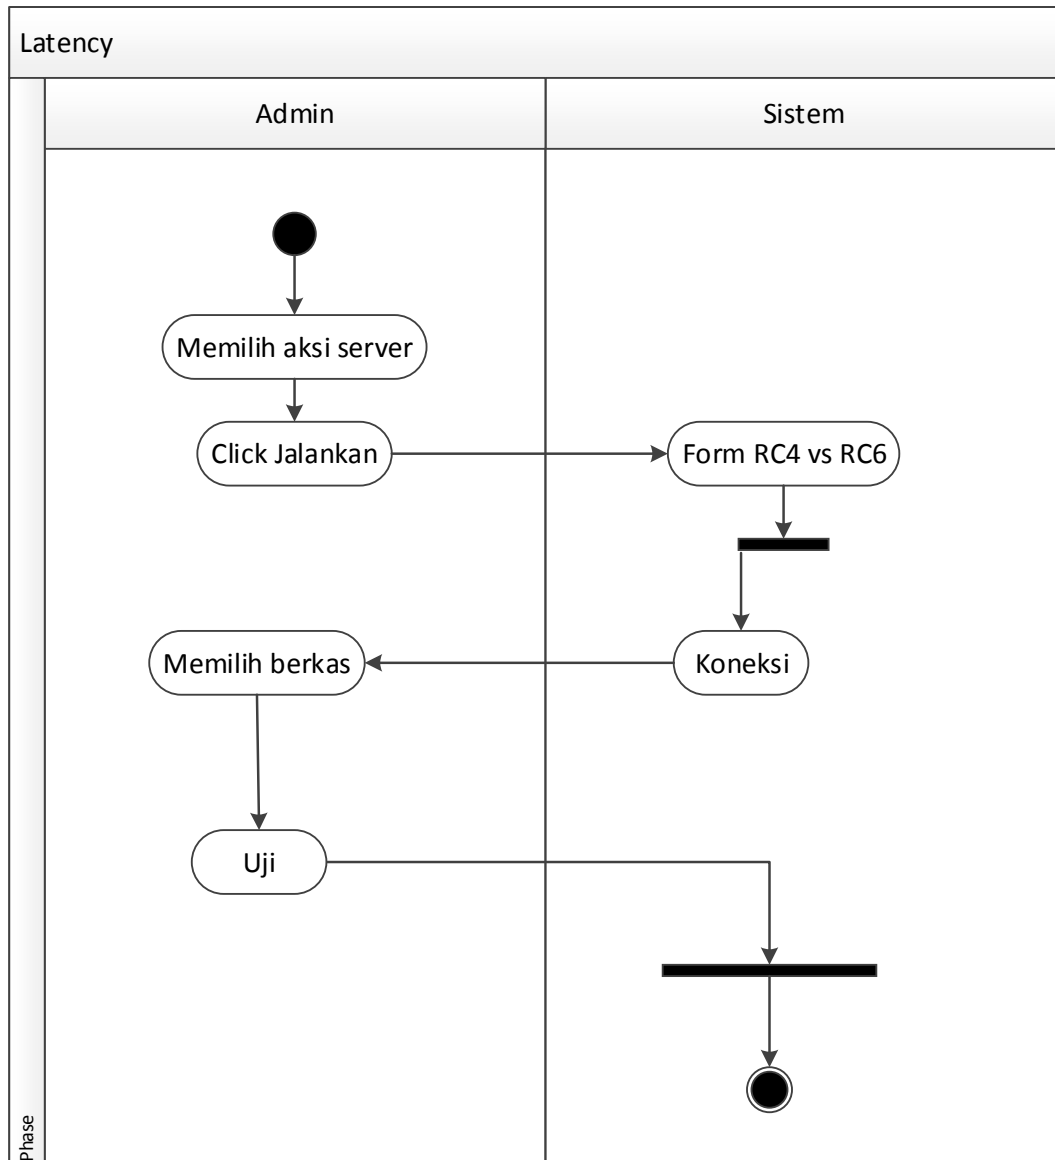 Latency
Admin
Sistem
Memilih aksi server
Click Jalankan
Form RC4 vs RC6
Memilih berkas
Koneksi
Uji
Phase